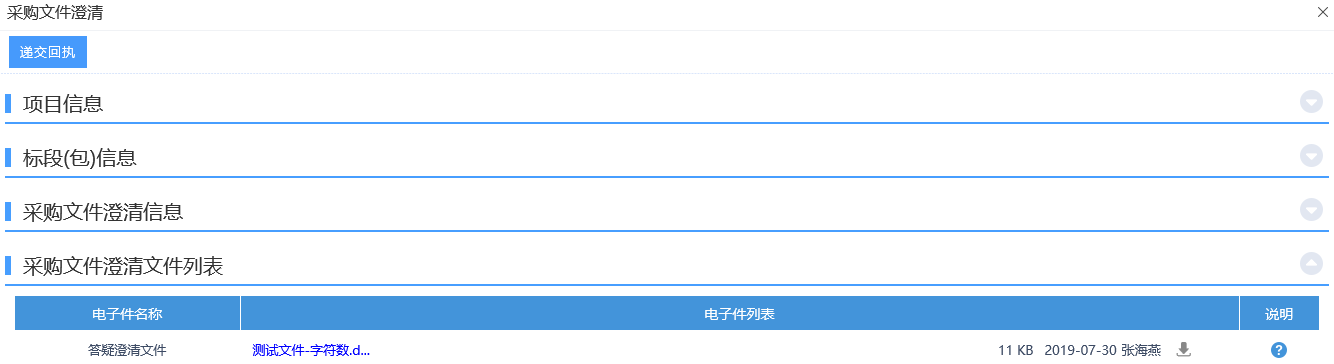 采购文件澄清
递交回执
项目信息
标段(包)信息
采购文件澄清信息
采购文件澄清文件列表
电子件名称 电子件列表 说明
答疑澄清文件 测试文件-字符数.d... 11 KB 2019-07-30 张海燕